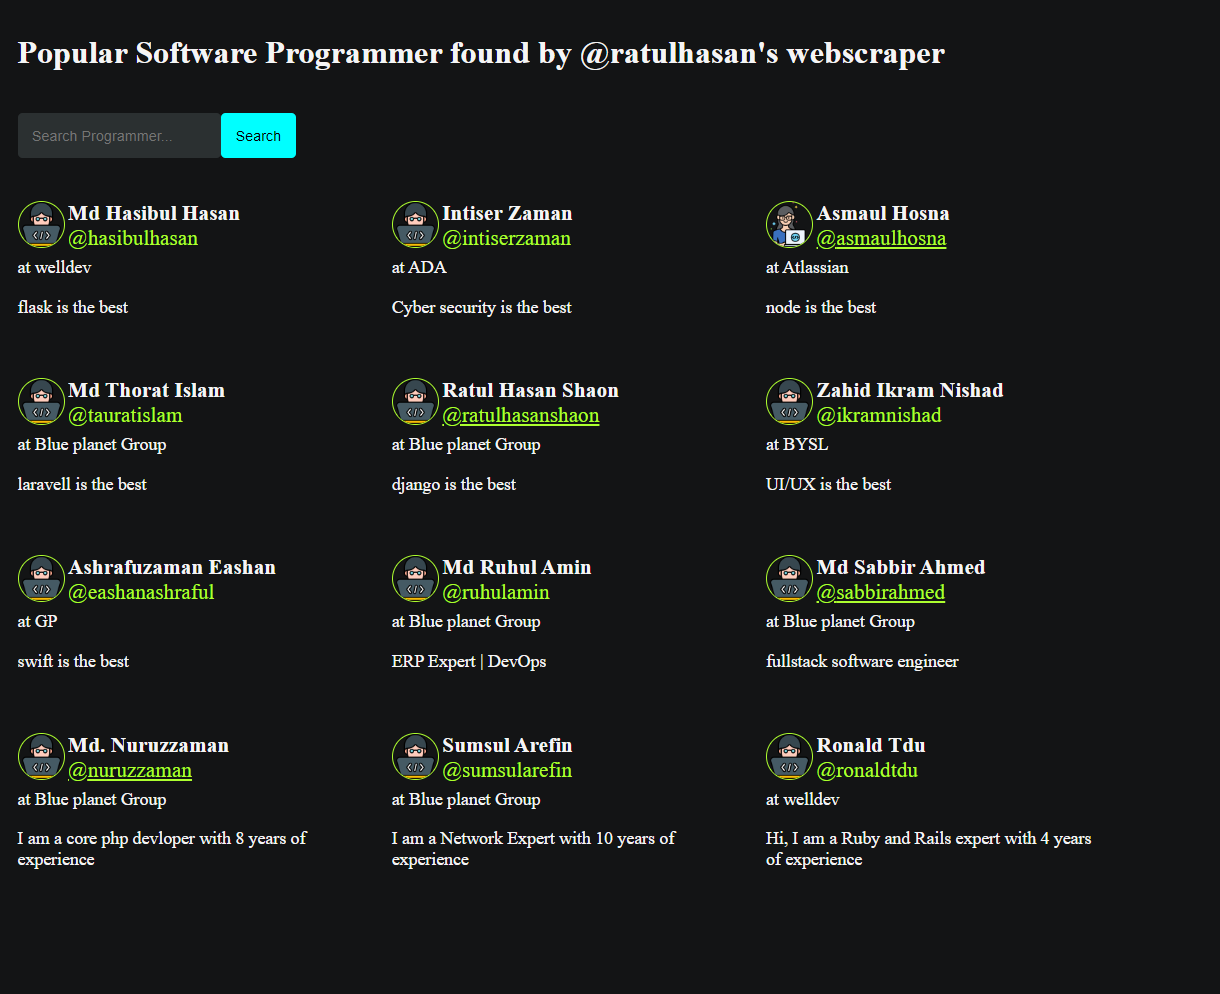 Popular Software Programmer found by @ratulhasan's webscraper
Search Programmer...
Search
Md Hasibul Hasan
@hasibulhasan
at welldev
flask is the best
Intiser Zaman
@intiserzaman
at ADA
Cyber security is the best
Asmaul Hosna
@asmaulhosna
at Atlassian
node is the best
Md Thorat Islam
@tauratislam
at Blue planet Group
laravell is the best
Ratul Hasan Shaon
@ratulhasanshaon
at Blue planet Group
django is the best
Zahid Ikram Nishad
@ikramnishad
at BYSL
UI/UX is the best
Ashrafuzaman Eashan
@eashanashraful
at GP
swift is the best
Md Ruhul Amin
@ruhulamin
at Blue planet Group
ERP Expert | DevOps
Md Sabbir Ahmed
@sabbirahmed
at Blue planet Group
fullstack software engineer
Md. Nuruzzaman
@nuruzzaman
at Blue planet Group
I am a core php devloper with 8 years of
experience
Sumsul Arefin
@sumsularefin
at Blue planet Group
I am a Network Expert with 10 years of
experience
Ronald Tdu
@ronaldtdu
at welldev
Hi, I am a Ruby and Rails expert with 4 years
of experience